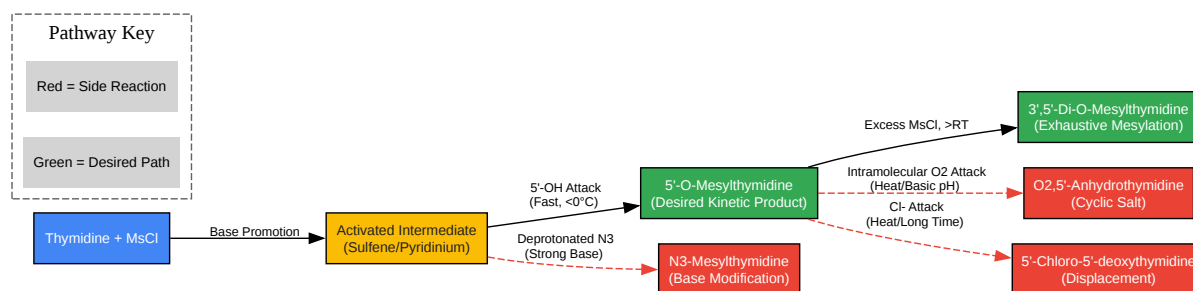 Pathway Key
Red = Side Reaction
Green = Desired Path
Thymidine + MsCl
Base Promotion
Activated Intermediate
(Sulfene/Pyridinium)
5'-OH Attack
(Fast, <0°C)
Deprotonated N3
(Strong Base)
5'-O-Mesylthymidine
(Desired Kinetic Product)
N3-Mesylthymidine
(Base Modification)
Excess MsCl, >RT
Intramolecular O2 Attack
(Heat/Basic pH)
Cl- Attack
(Heat/Long Time)
3',5'-Di-O-Mesylthymidine
(Exhaustive Mesylation)
O2,5'-Anhydrothymidine
(Cyclic Salt)
5'-Chloro-5'-deoxythymidine
(Displacement)